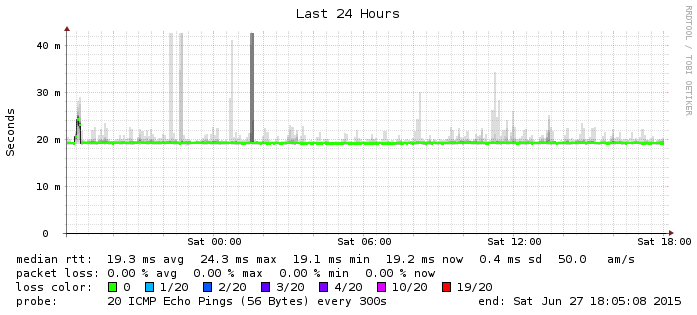 Last 24 Hours
RRDTOOL / TOBI OETIKER
Seconds
40 m
30 m
20 m
10 m
0
Sat 00:00 Sat 06:00 Sat 12:00 Sat 18:00
median rtt: 19.3 ms avg 24.3 ms max 19.1 ms min 19.2 ms now 0.4 ms sd 50.0 am/s
packet loss: 0.00 % avg 0.00 % max 0.00 % min 0.00 % now
loss color: 0 1/20 2/20 3/20 4/20 10/20 19/20
probe: 20 ICMP Echo Pings (56 Bytes) every 300s end: Sat Jun 27 18:05:08 2015